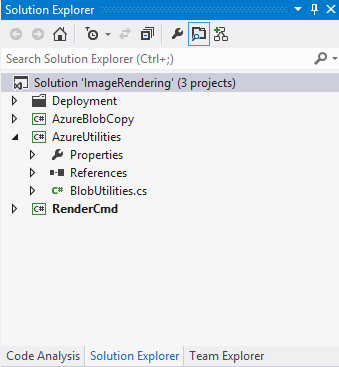 Solution Explorer
Search Solution Explorer (Ctrl+;)
Solution 'ImageRendering' (3 projects)
Deployment
C# AzureBlobCopy
C# AzureUtilities
Properties
References
C# BlobUtilities.cs
C# RenderCmd
Code Analysis Solution Explorer Team Explorer